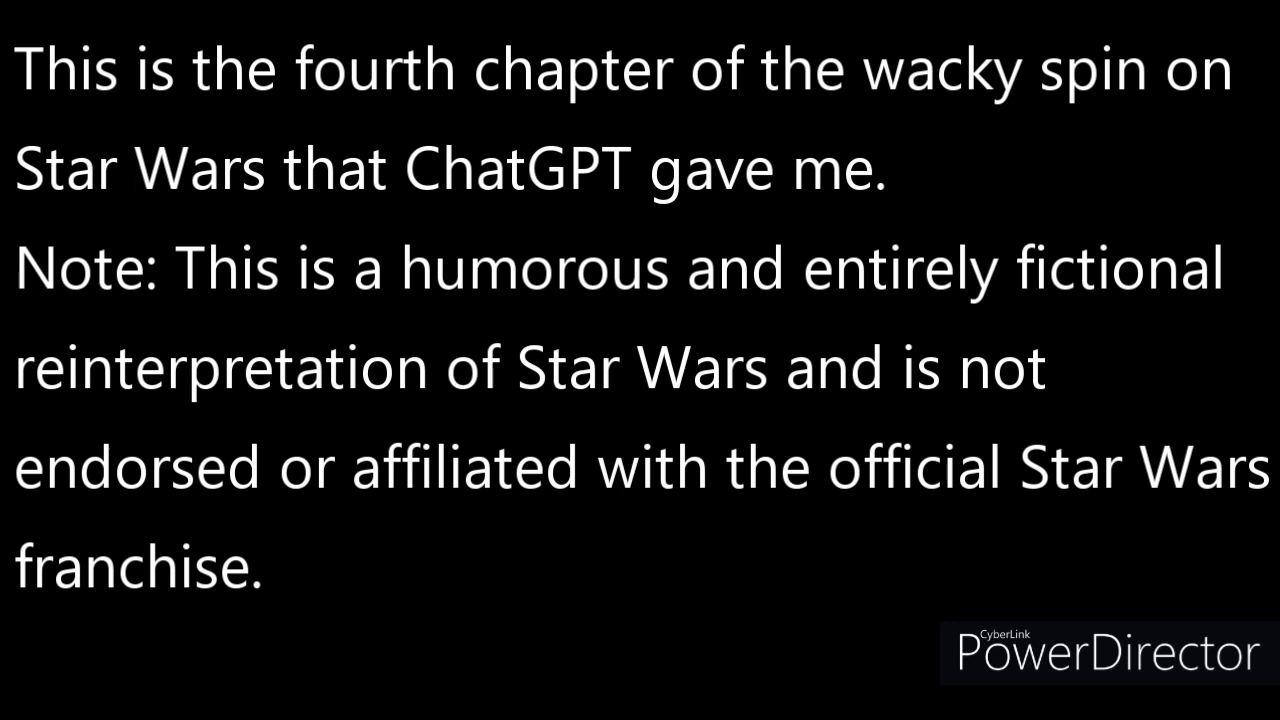 This is the fourth chapter of the wacky spin on
Star Wars that ChatGPT gave me.
Note: This is a humorous and entirely fictional
reinterpretation of Star Wars and is not
endorsed or affiliated with the official Star Wars
franchise.
CyberLink
PowerDirector